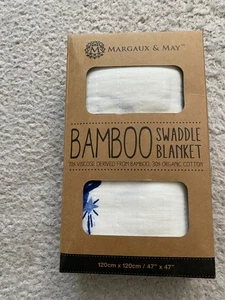 MARGAUX & MAY
BAMBOO SWADDLE BLANKET
70% VISCOSE DERIVED FROM BAMBOO, 30% ORGANIC COTTON
120cm x 120cm / 47" x 47"